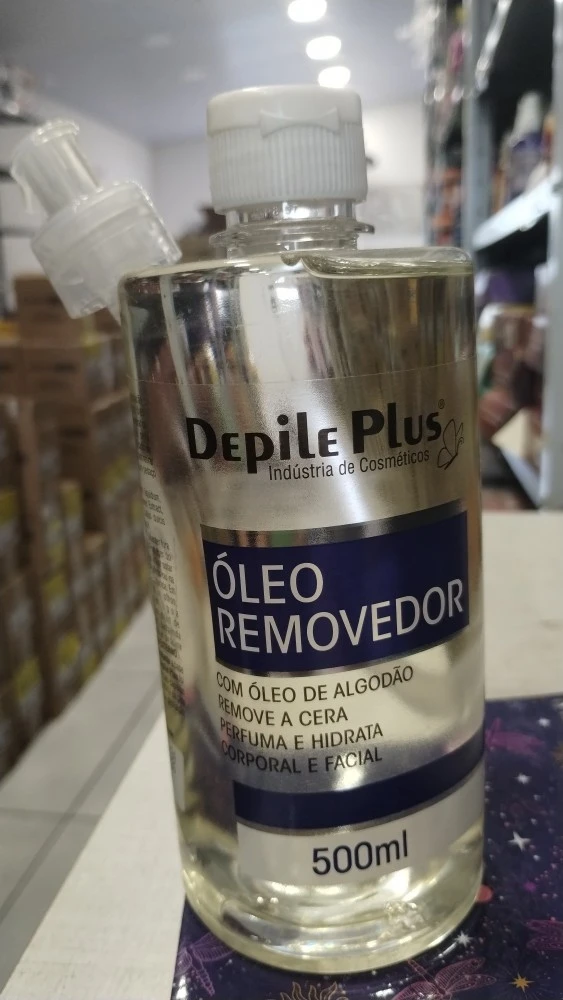 Depile Plus®
Indústria de Cosméticos
ÓLEO
REMOVEDOR
COM ÓLEO DE ALGODÃO
REMOVE A CERA
PERFUMA E HIDRATA
CORPORAL E FACIAL
500ml